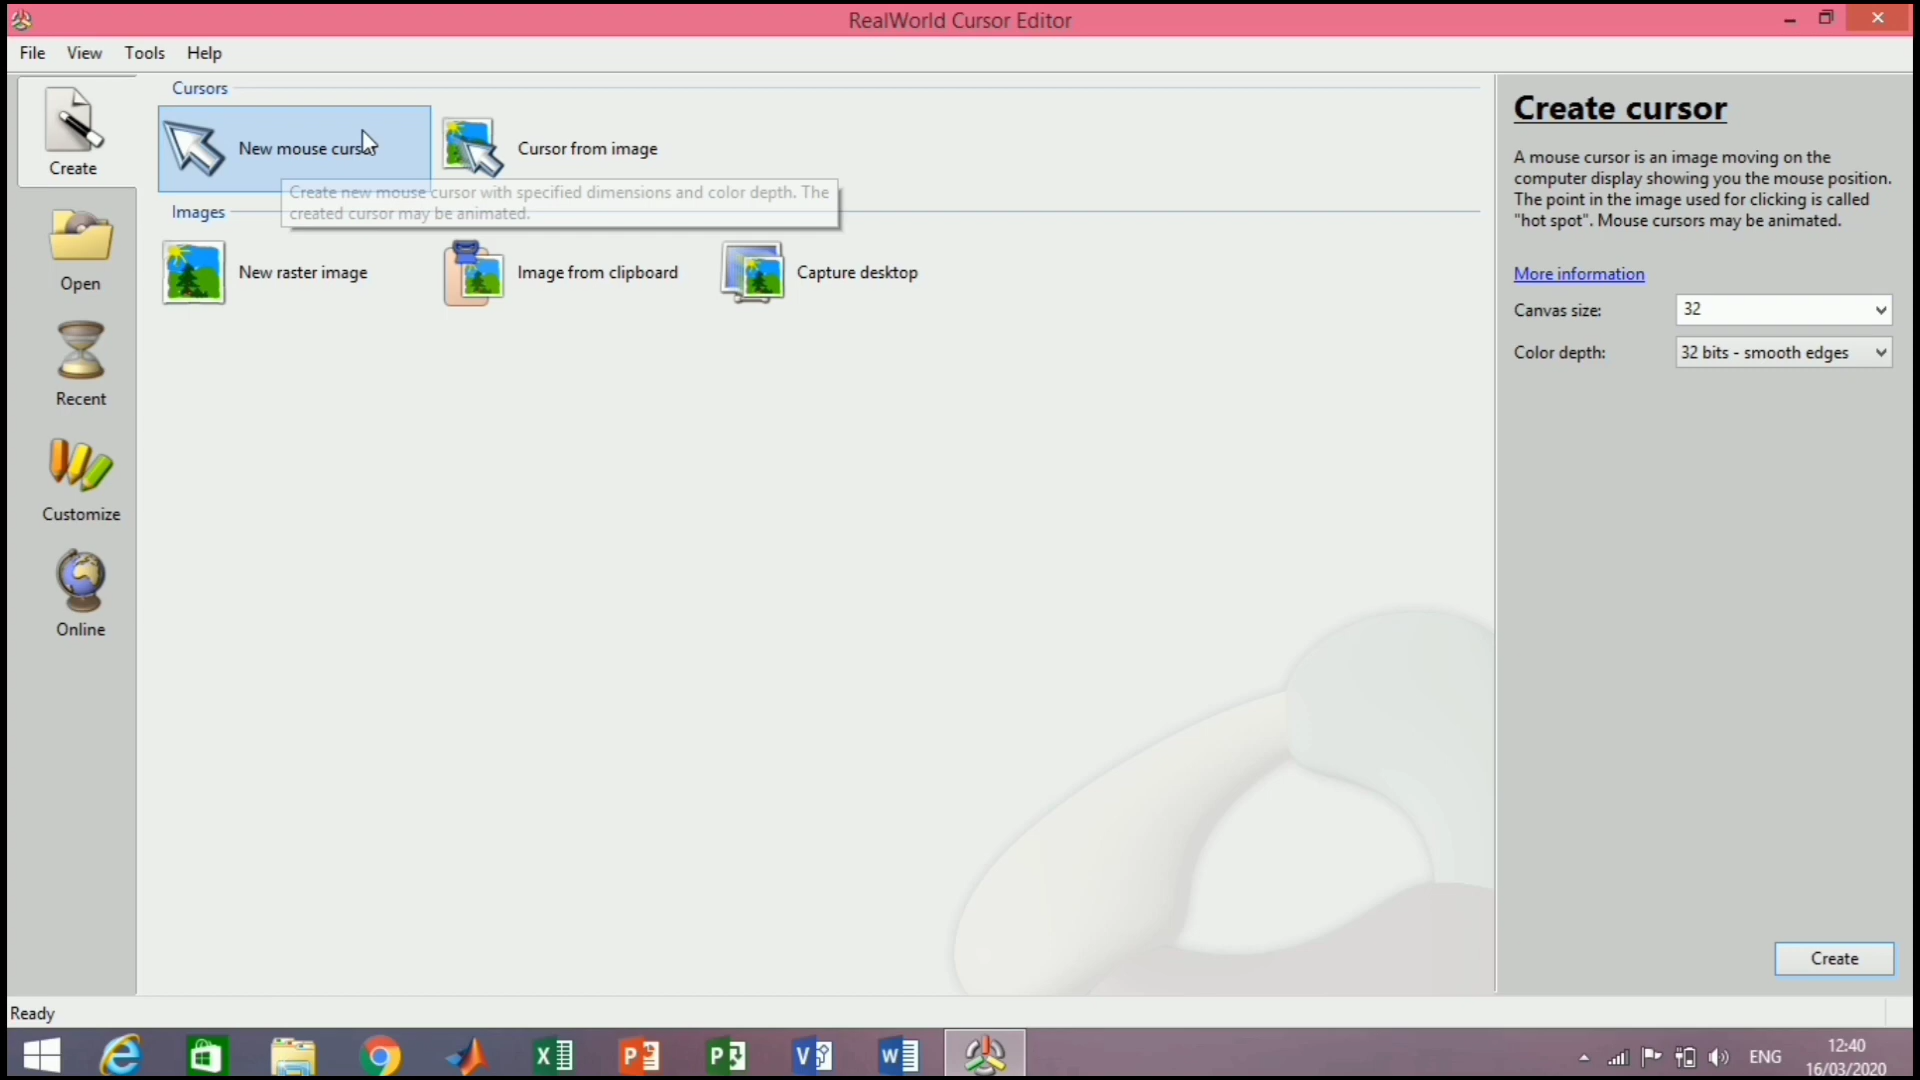 RealWorld Cursor Editor
File View Tools Help
Create
Open
Recent
Customize
Online
Cursors
New mouse cursor
Cursor from image
Create new mouse cursor with specified dimensions and color depth. The
created cursor may be animated.
Images
New raster image
Image from clipboard
Capture desktop
Create cursor
A mouse cursor is an image moving on the
computer display showing you the mouse position.
The point in the image used for clicking is called
"hot spot". Mouse cursors may be animated.
More information
Canvas size: 32
Color depth: 32 bits - smooth edges
Create
Ready
ENG
12:40
16/03/2020